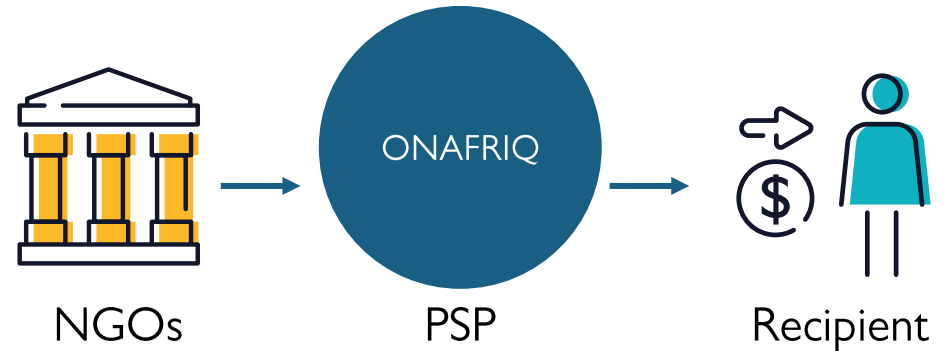 ONAFRIQ
$
NGOs
PSP
Recipient